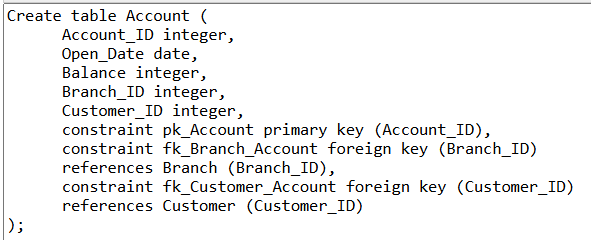 Create table Account (
Account_ID integer,
Open_Date date,
Balance integer,
Branch_ID integer,
Customer_ID integer,
constraint pk_Account primary key (Account_ID),
constraint fk_Branch_Account foreign key (Branch_ID)
references Branch (Branch_ID),
constraint fk_Customer_Account foreign key (Customer_ID)
references Customer (Customer_ID)
);